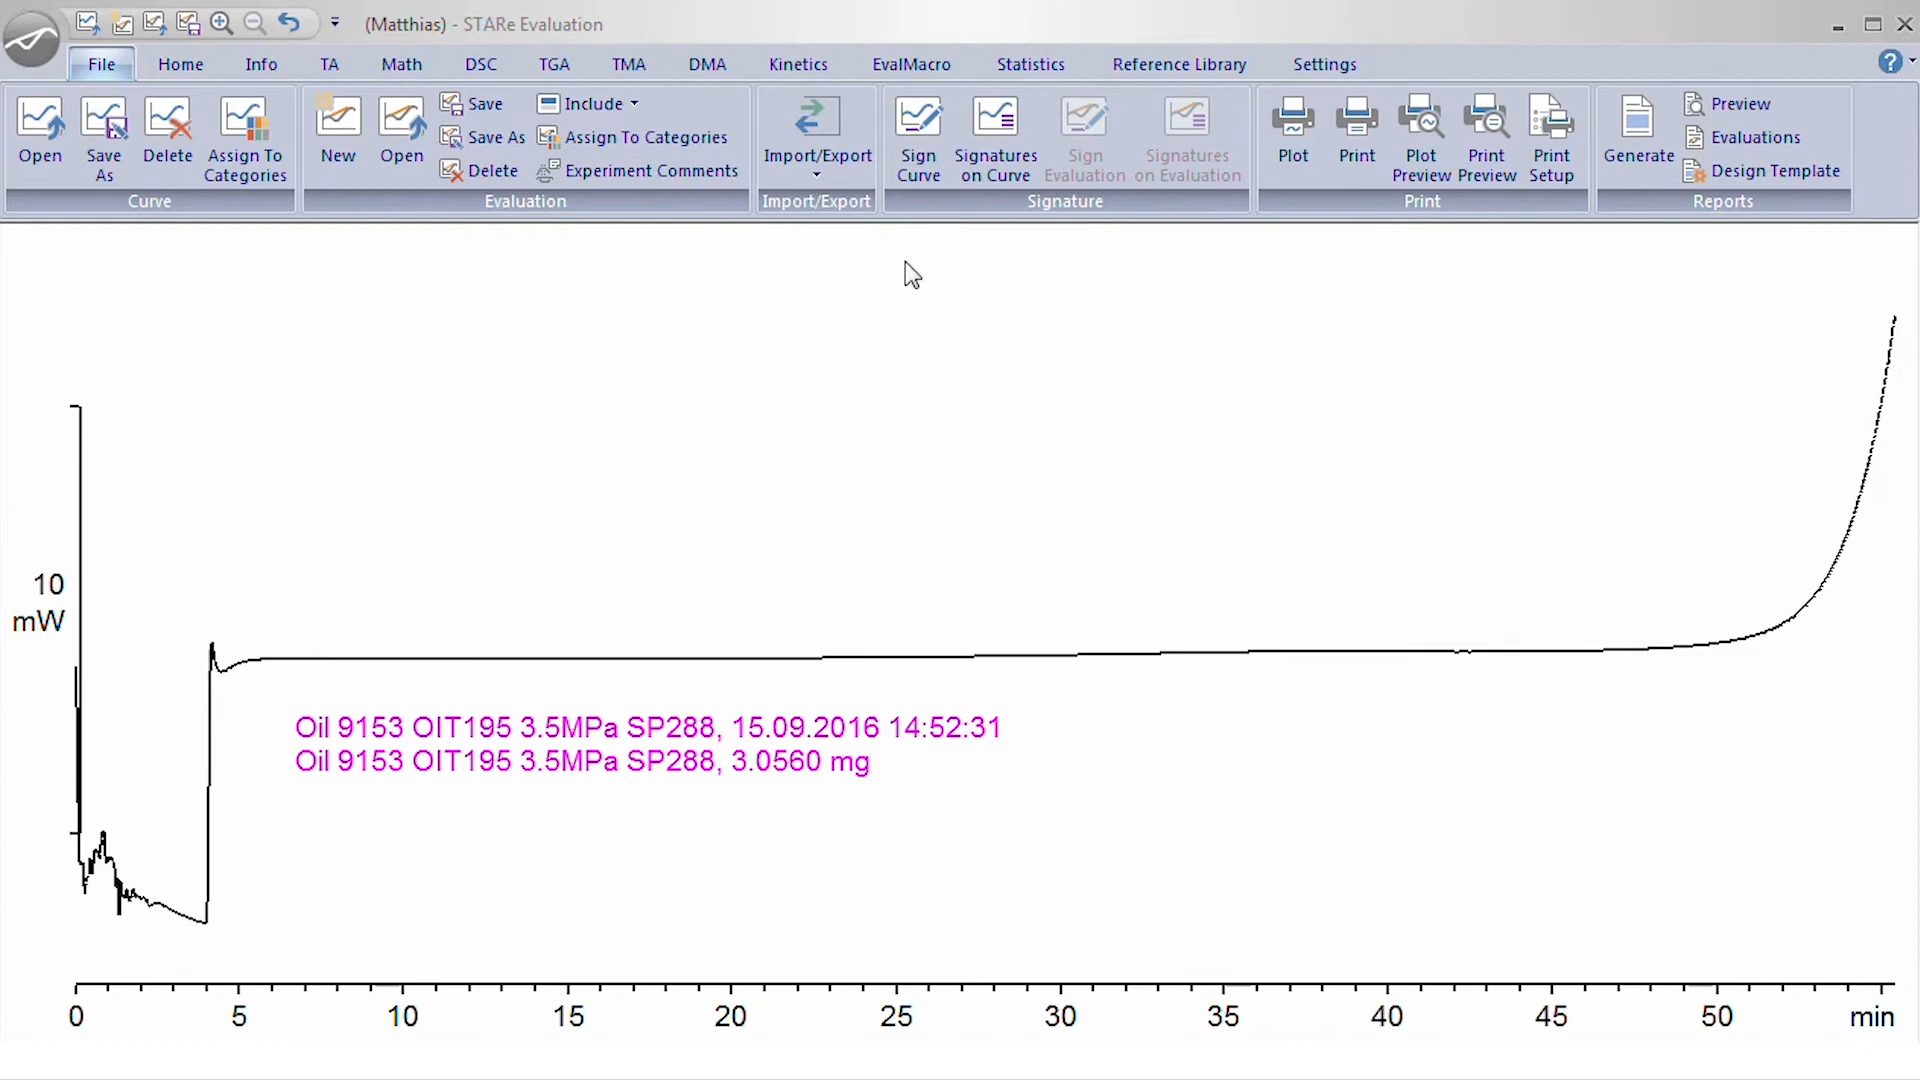 (Matthias) - STARe Evaluation
File Home Info TA Math DSC TGA TMA DMA Kinetics EvalMacro Statistics Reference Library Settings
Open
Save As
Delete
Assign To Categories
Curve
New
Open
Save
Save As
Delete
Include
Assign To Categories
Experiment Comments
Evaluation
Import/Export
Import/Export
Sign Curve
Signatures on Curve
Sign Evaluation
Signatures on Evaluation
Signature
Plot
Print
Plot Preview
Print Preview
Print Setup
Print
Generate
Preview
Evaluations
Design Template
Reports
10
mW
Oil 9153 OIT195 3.5MPa SP288, 15.09.2016 14:52:31
Oil 9153 OIT195 3.5MPa SP288, 3.0560 mg
0 5 10 15 20 25 30 35 40 45 50 min